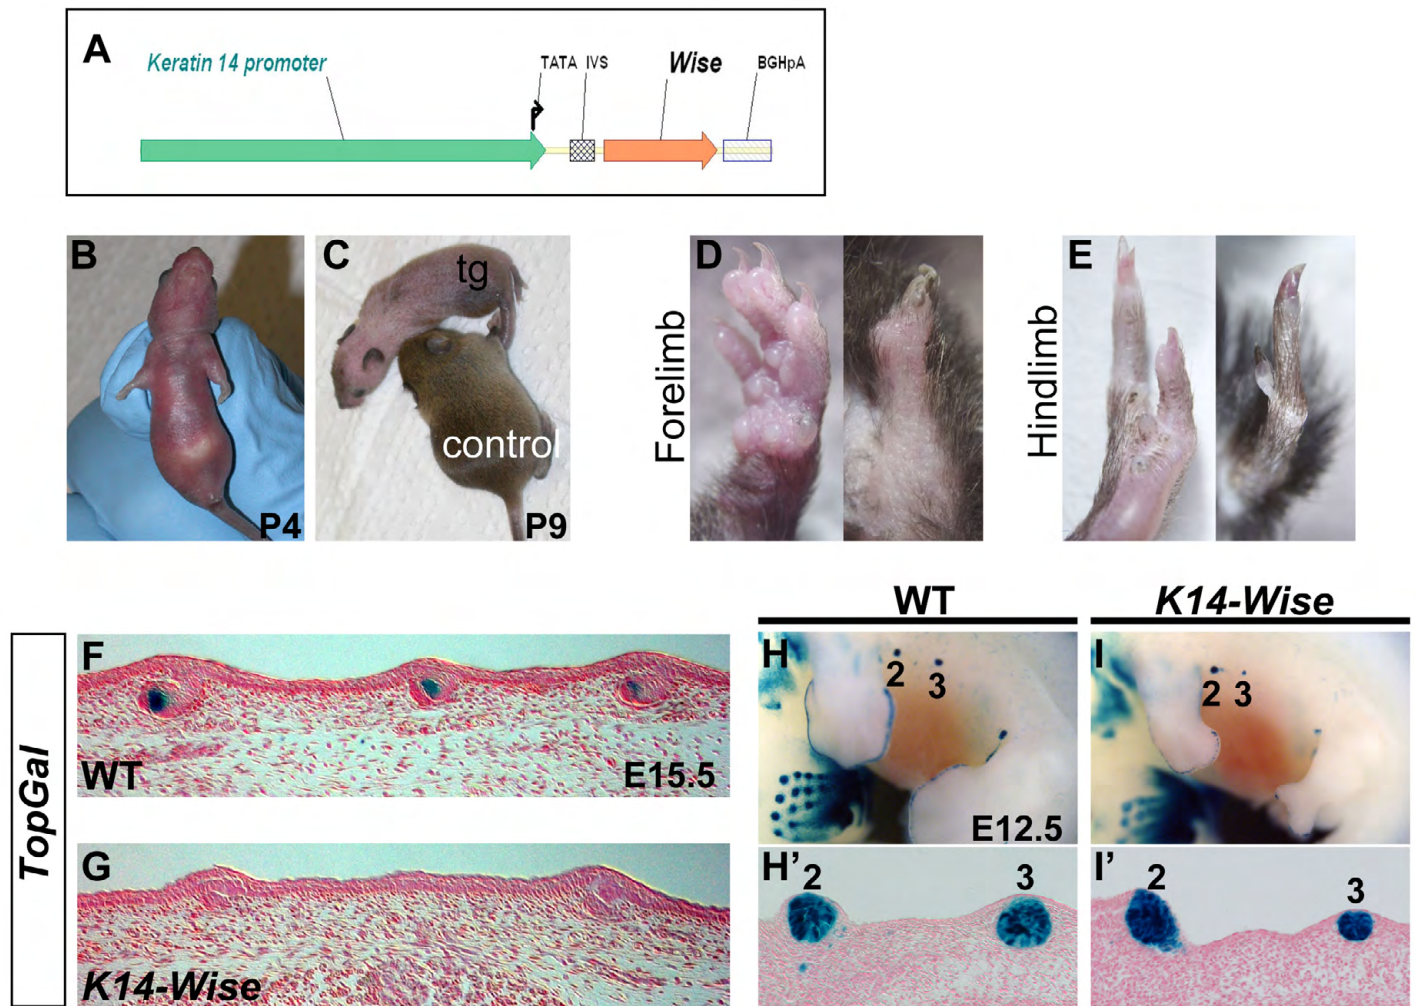 A
Keratin 14 promoter
TATA IVS
Wise
BGHpA
B
P4
C
tg
control
P9
Forelimb
D
Hindlimb
E
TopGal
F
WT
E15.5
G
K14-Wise
WT
K14-Wise
H
2
3
E12.5
I
2
3
H’
2
3
I’
2
3